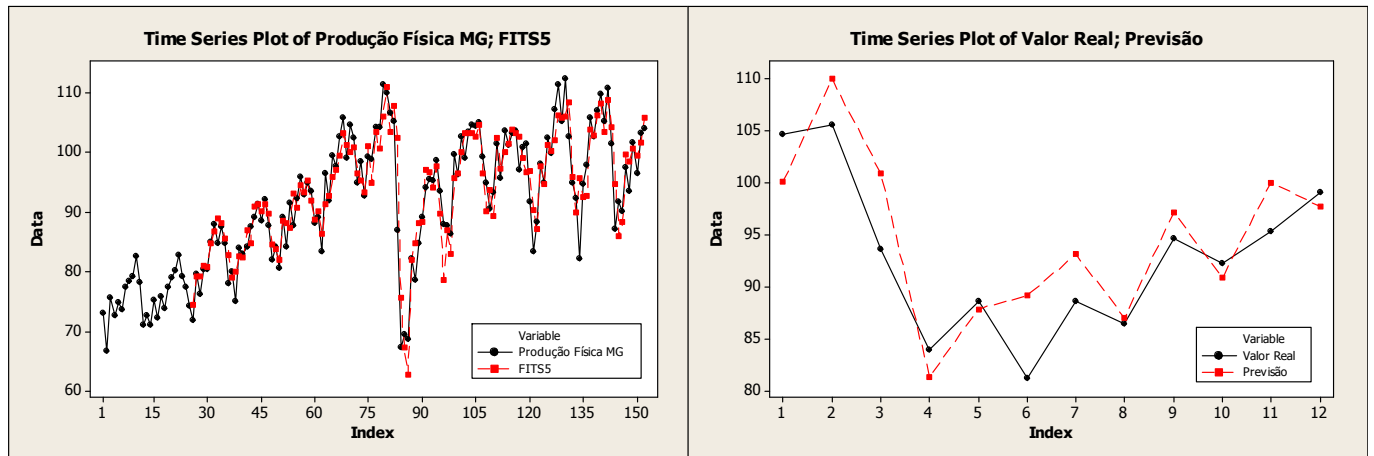 Time Series Plot of Produção Física MG; FITS5
Data
110
100
90
80
70
60
1 15 30 45 60 75 90 105 120 135 150
Index
Variable
Produção Física MG
FITS5
Time Series Plot of Valor Real; Previsão
Data
110
105
100
95
90
85
80
1 2 3 4 5 6 7 8 9 10 11 12
Index
Variable
Valor Real
Previsão